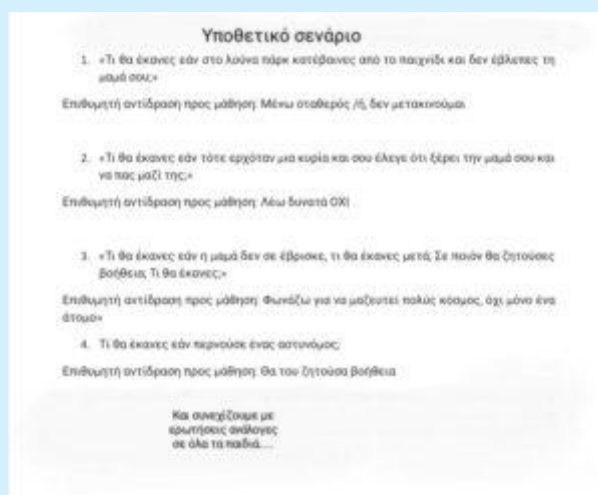 Υποθετικό σενάριο
1. «Τι θα έκανες εάν στο λούνα πάρκ κατέβαινες από το παιχνίδι και δεν έβλεπες τη
μαμά σου;»
Επιθυμητή αντίδραση προς μάθηση: Μένω σταθερός /ή, δεν μετακινούμαι
2. «Τι θα έκανες εάν τότε ερχόταν μια κυρία και σου έλεγε ότι ξέρει την μαμά σου και
να πας μαζί της;»
Επιθυμητή αντίδραση προς μάθηση: Λέω δυνατά ΟΧΙ
3. «Τι θα έκανες εάν η μαμά δεν σε έβρισκε, τι θα έκανες μετά; Σε ποιόν θα ζητούσες
βοήθεια; Τι θα έκανες;»
Επιθυμητή αντίδραση προς μάθηση: Φωνάζω για να μαζευτεί πολύς κόσμος, όχι μόνο ένα
άτομο»
4. Τι θα έκανες εάν περνούσε ένας αστυνόμος;
Επιθυμητή αντίδραση προς μάθηση: Θα του ζητούσα βοήθεια
Και συνεχίζουμε με
ερωτήσεις ανάλογες
σε όλα τα παιδιά....